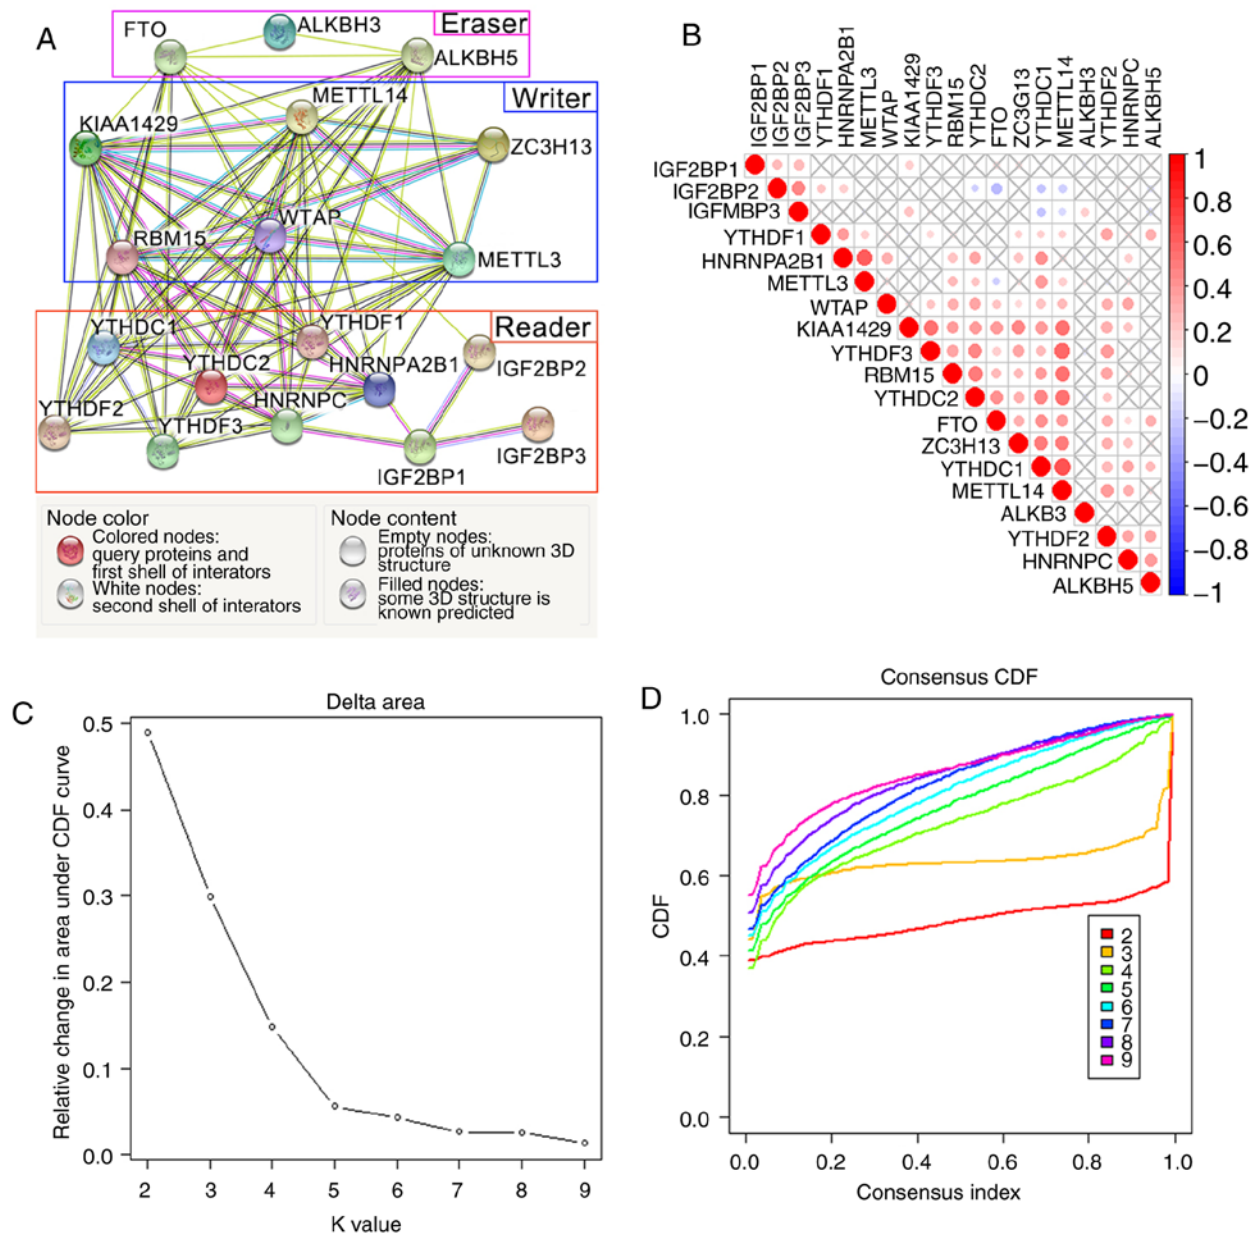 A
FTO
ALKBH3
Eraser
ALKBH5
METTL14
Writer
KIAA1429
ZC3H13
WTAP
RBM15
METTL3
YTHDC1
YTHDF1
Reader
YTHDC2
HNRNPA2B1
IGF2BP2
YTHDF2
HNRNPC
YTHDF3
IGF2BP3
IGF2BP1
Node color
Colored nodes:
query proteins and
first shell of interators
White nodes:
second shell of interators
Node content
Empty nodes:
proteins of unknown 3D
structure
Filled nodes:
some 3D structure is
known predicted
B
IGF2BP1
IGF2BP2
IGF2BP3
YTHDF1
HNRNPA2B1
METTL3
WTAP
KIAA1429
YTHDF3
RBM15
YTHDC2
FTO
ZC3G13
YTHDC1
METTL14
ALKBH3
YTHDF2
HNRNPC
ALKBH5
IGF2BP1
IGF2BP2
IGFMBP3
YTHDF1
HNRNPA2B1
METTL3
WTAP
KIAA1429
YTHDF3
RBM15
YTHDC2
FTO
ZC3H13
YTHDC1
METTL14
ALKB3
YTHDF2
HNRNPC
ALKBH5
1
0.8
0.6
0.4
0.2
0
−0.2
−0.4
−0.6
−0.8
−1
C
Delta area
Relative change in area under CDF curve
0.5
0.4
0.3
0.2
0.1
0.0
2 3 4 5 6 7 8 9
K value
D
Consensus CDF
CDF
1.0
0.8
0.6
0.4
0.2
0.0
2
3
4
5
6
7
8
9
0.0 0.2 0.4 0.6 0.8 1.0
Consensus index